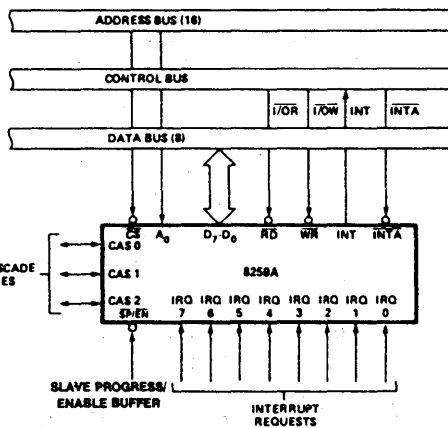 ADDRESS BUS (16)
CONTROL BUS
I/OR I/OW INT INTA
DATA BUS (8)
CS A0 D7-D0 RD WR INT INTA
CAS 0
CAS 1
8259A
CAS 2 IRQ IRQ IRQ IRQ IRQ IRQ IRQ IRQ
SP/EN 7 6 5 4 3 2 1 0
SCADE
ES
SLAVE PROGRESS/
ENABLE BUFFER
INTERRUPT
REQUESTS